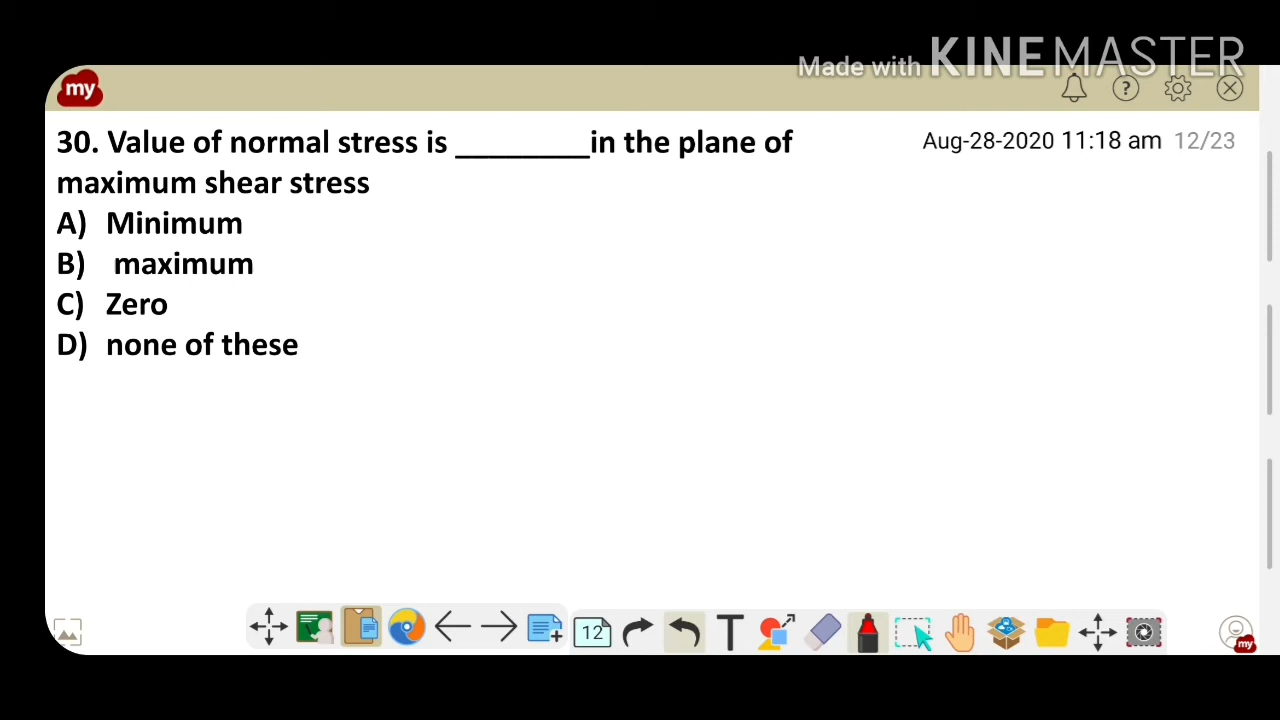 Made with KINEMASTER
my
30. Value of normal stress is ________in the plane of
maximum shear stress
Aug-28-2020 11:18 am 12/23
A) Minimum
B) maximum
C) Zero
D) none of these
?
12
T
my